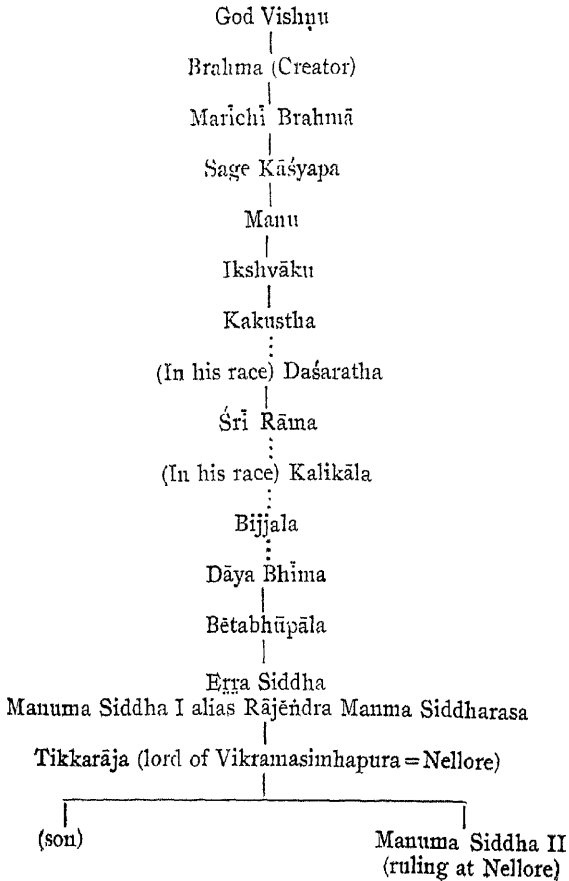 God Vishṇu
Brahma (Creator)
Marichi Brahmā
Sage Kāśyapa
Manu
Ikshvāku
Kakustha
(In his race) Daśaratha
Śrī Rāma
(In his race) Kalikāla
Bijjala
Dāya Bhīma
Bētabhūpāla
Eṟṟa Siddha
Manuma Siddha I alias Rājēṅdra Manma Siddharasa
Tikkarāja (lord of Vikramasimhapura=Nellore)
(son)
Manuma Siddha II
(ruling at Nellore)